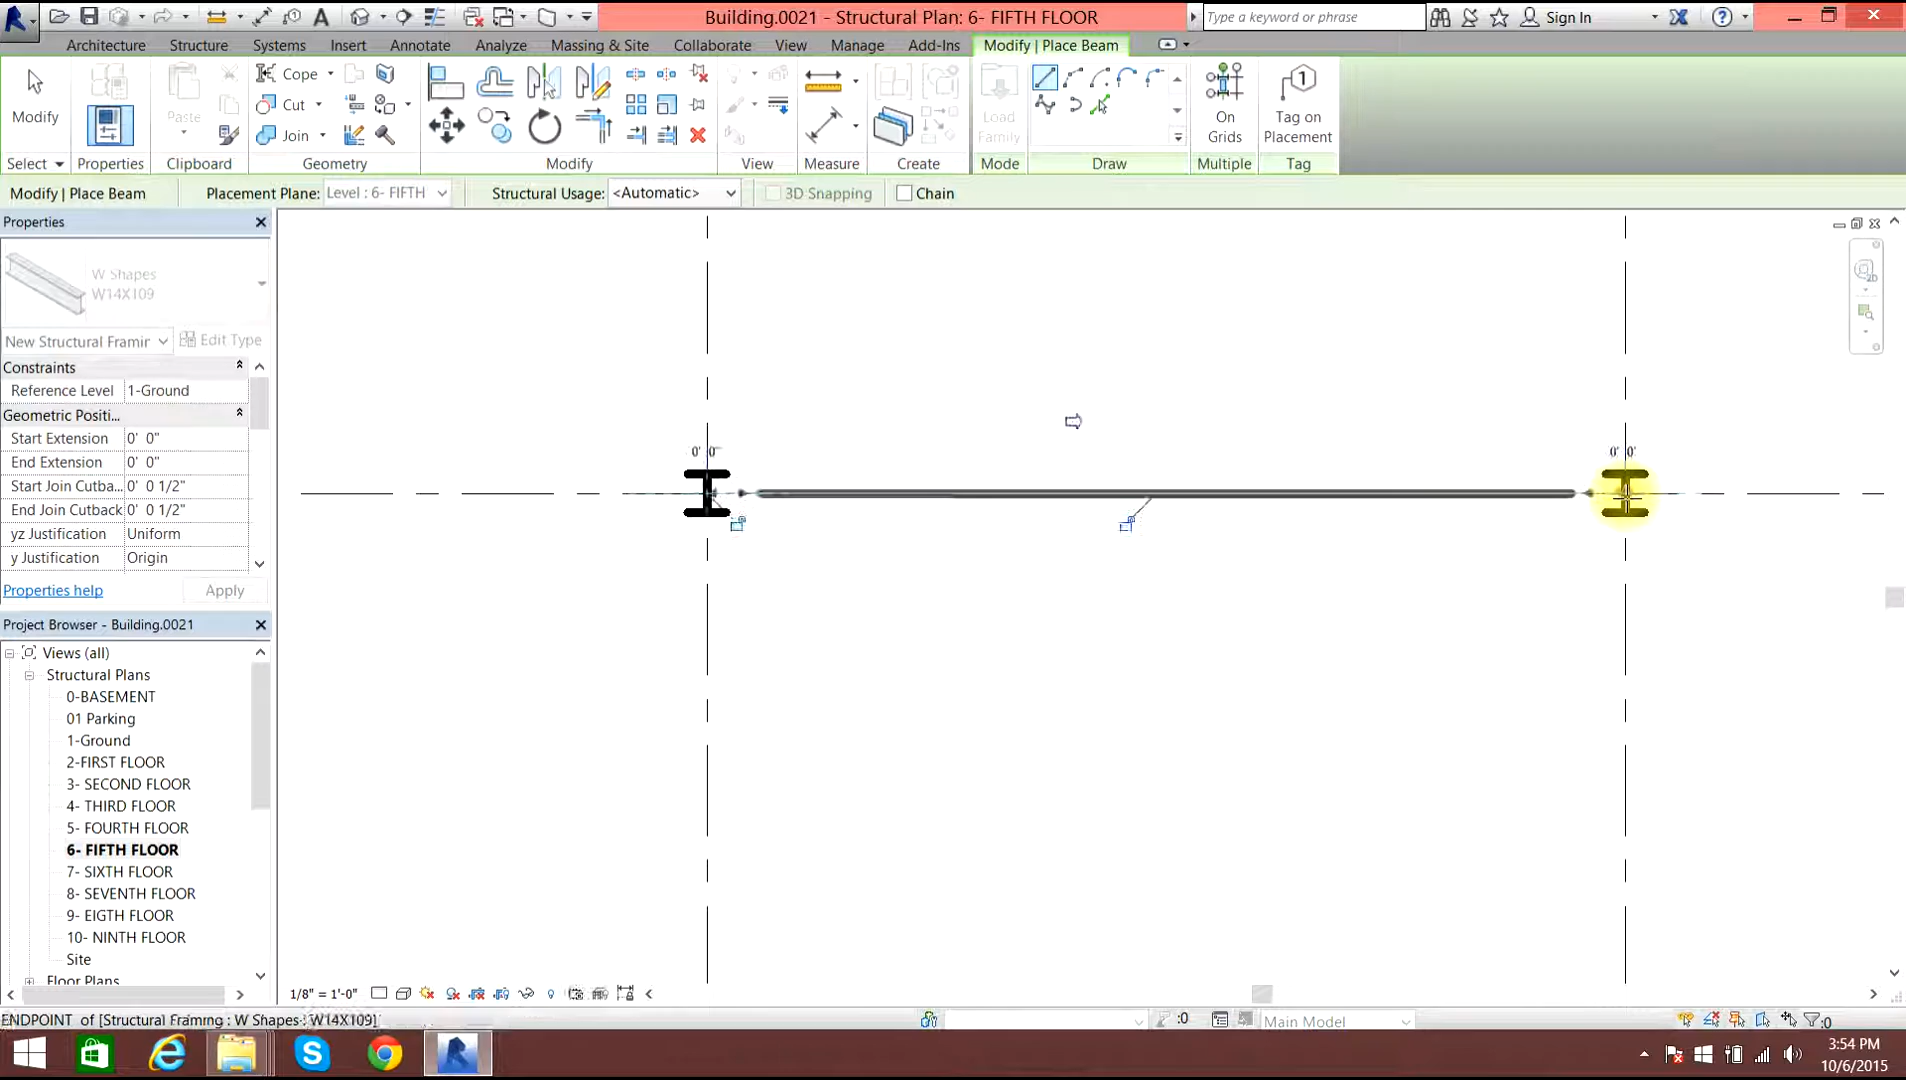 Building.0021 - Structural Plan: 6- FIFTH FLOOR
Type a keyword or phrase
Sign In
Architecture
Structure
Systems
Insert
Annotate
Analyze
Massing & Site
Collaborate
View
Manage
Add-Ins
Modify | Place Beam
Modify
Paste
Cope
Cut
Join
Load
Family
On
Grids
Tag on
Placement
Select
Properties
Clipboard
Geometry
Modify
View
Measure
Create
Mode
Draw
Multiple
Tag
Modify | Place Beam
Placement Plane: Level : 6- FIFTH
Structural Usage: <Automatic>
3D Snapping
Chain
Properties
W Shapes
W14X109
New Structural Framir
Edit Type
Constraints
Reference Level 1-Ground
Geometric Positi...
Start Extension 0' 0"
End Extension 0' 0"
Start Join Cutba... 0' 0 1/2"
End Join Cutback 0' 0 1/2"
yz Justification Uniform
y Justification Origin
Properties help
Apply
Project Browser - Building.0021
Views (all)
Structural Plans
0-BASEMENT
01 Parking
1-Ground
2-FIRST FLOOR
3- SECOND FLOOR
4- THIRD FLOOR
5- FOURTH FLOOR
6- FIFTH FLOOR
7- SIXTH FLOOR
8- SEVENTH FLOOR
9- EIGTH FLOOR
10- NINTH FLOOR
Site
Floor Plans
0' 0"
0' 0'
1/8" = 1'-0"
ENDPOINT of [Structural Framing : W Shapes : W14X109]
:0
Main Model
:0
3:54 PM
10/6/2015